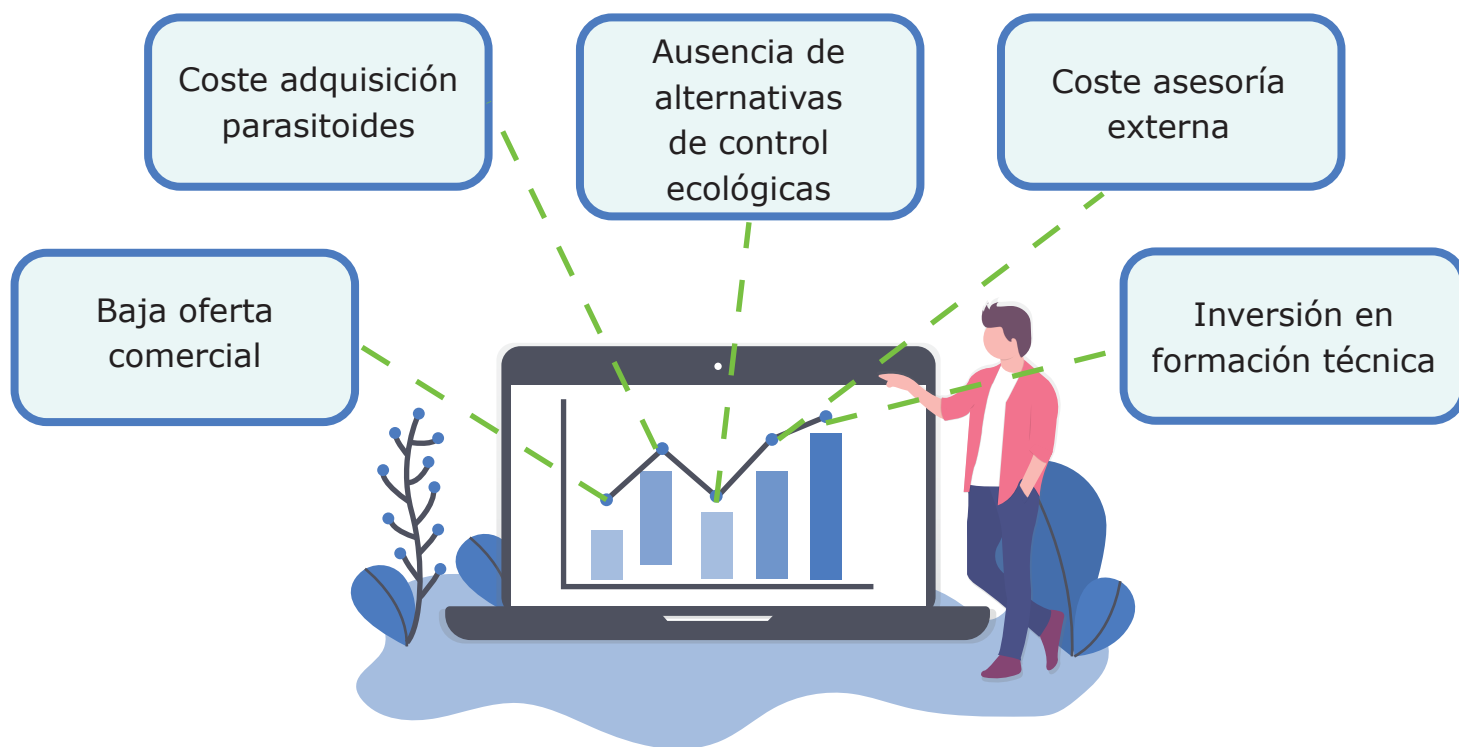 Coste adquisición
parasitoides
Ausencia de
alternativas
de control
ecológicas
Coste asesoría
externa
Baja oferta
comercial
Inversión en
formación técnica